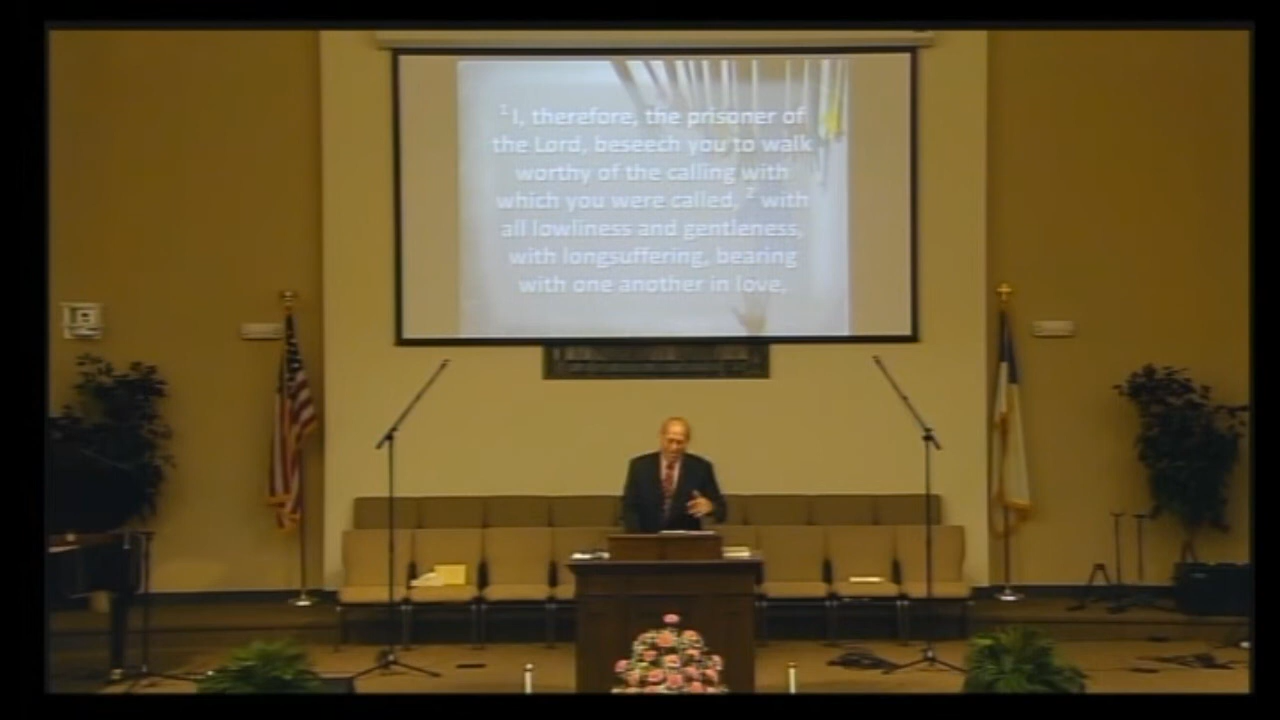 ¹ I, therefore, the prisoner of
the Lord, beseech you to walk
worthy of the calling with
which you were called, ² with
all lowliness and gentleness,
with longsuffering, bearing
with one another in love,